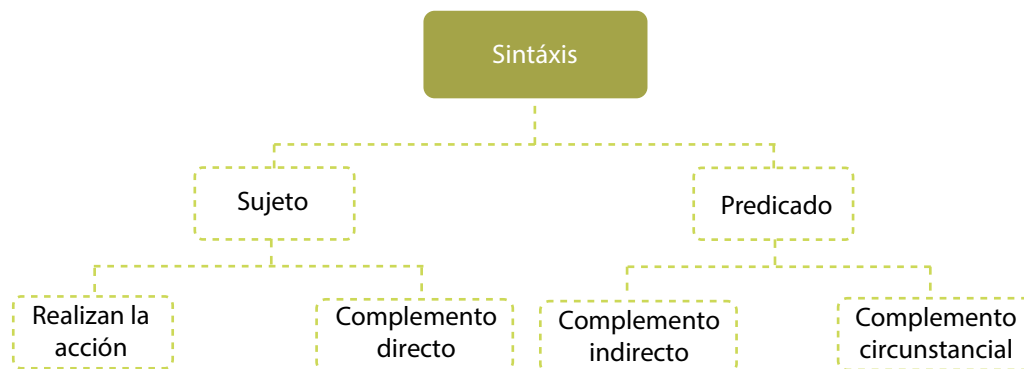 Sintáxis
Sujeto
Predicado
Realizan la
acción
Complemento
directo
Complemento
indirecto
Complemento
circunstancial